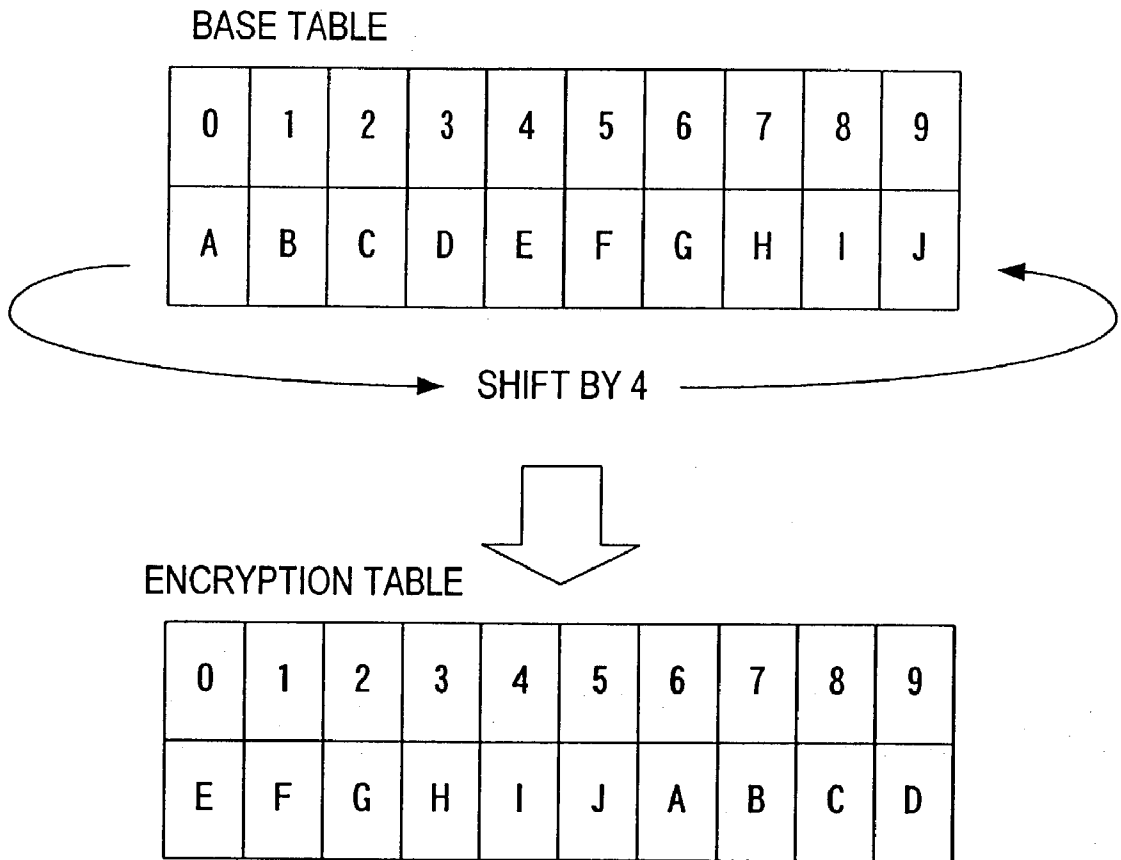 BASE TABLE
0 1 2 3 4 5 6 7 8 9
A B C D E F G H I J
SHIFT BY 4
ENCRYPTION TABLE
0 1 2 3 4 5 6 7 8 9
E F G H I J A B C D